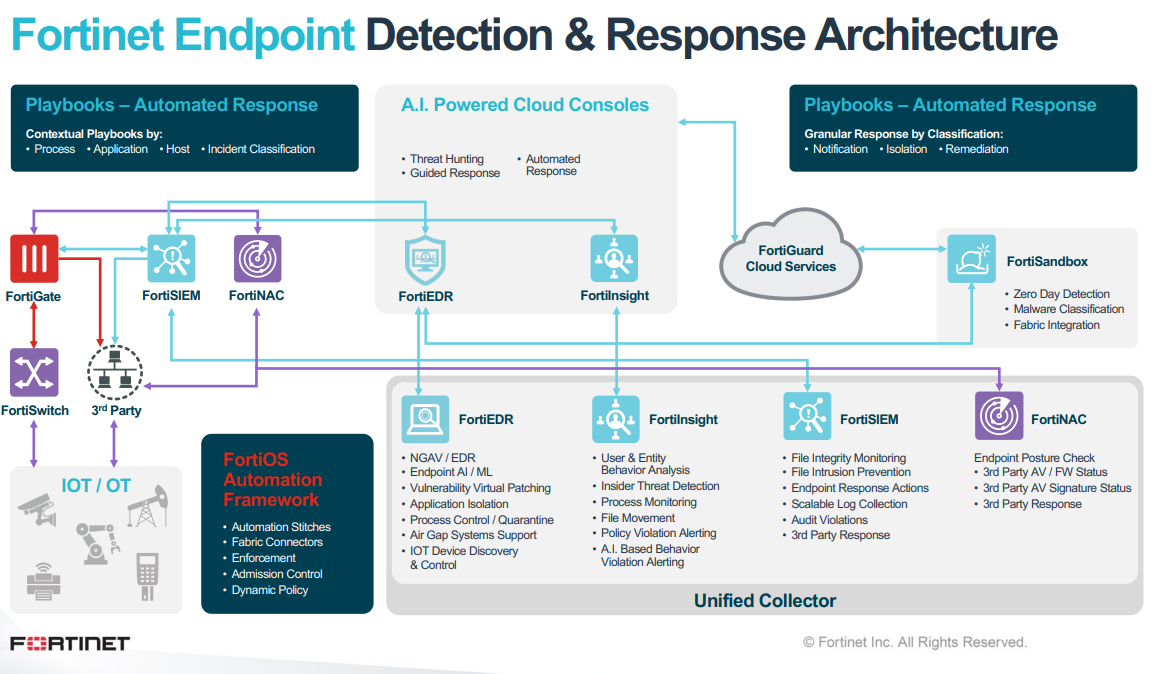 Fortinet Endpoint Detection & Response Architecture
Playbooks – Automated Response
Contextual Playbooks by:
• Process • Application • Host • Incident Classification
A.I. Powered Cloud Consoles
• Threat Hunting
• Guided Response
• Automated
Response
Playbooks – Automated Response
Granular Response by Classification:
• Notification • Isolation • Remediation
FortiGate
FortiSIEM
FortiNAC
FortiEDR
FortiInsight
FortiGuard
Cloud Services
FortiSandbox
• Zero Day Detection
• Malware Classification
• Fabric Integration
FortiSwitch
3rd Party
IOT / OT
FortiOS
Automation
Framework
• Automation Stitches
• Fabric Connectors
• Enforcement
• Admission Control
• Dynamic Policy
FortiEDR
• NGAV / EDR
• Endpoint AI / ML
• Vulnerability Virtual Patching
• Application Isolation
• Process Control / Quarantine
• Air Gap Systems Support
• IOT Device Discovery
& Control
FortiInsight
• User & Entity
Behavior Analysis
• Insider Threat Detection
• Process Monitoring
• File Movement
• Policy Violation Alerting
• A.I. Based Behavior
Violation Alerting
FortiSIEM
• File Integrity Monitoring
• File Intrusion Prevention
• Endpoint Response Actions
• Scalable Log Collection
• Audit Violations
• 3rd Party Response
FortiNAC
Endpoint Posture Check
• 3rd Party AV / FW Status
• 3rd Party AV Signature Status
• 3rd Party Response
Unified Collector
FORTINET
© Fortinet Inc. All Rights Reserved.